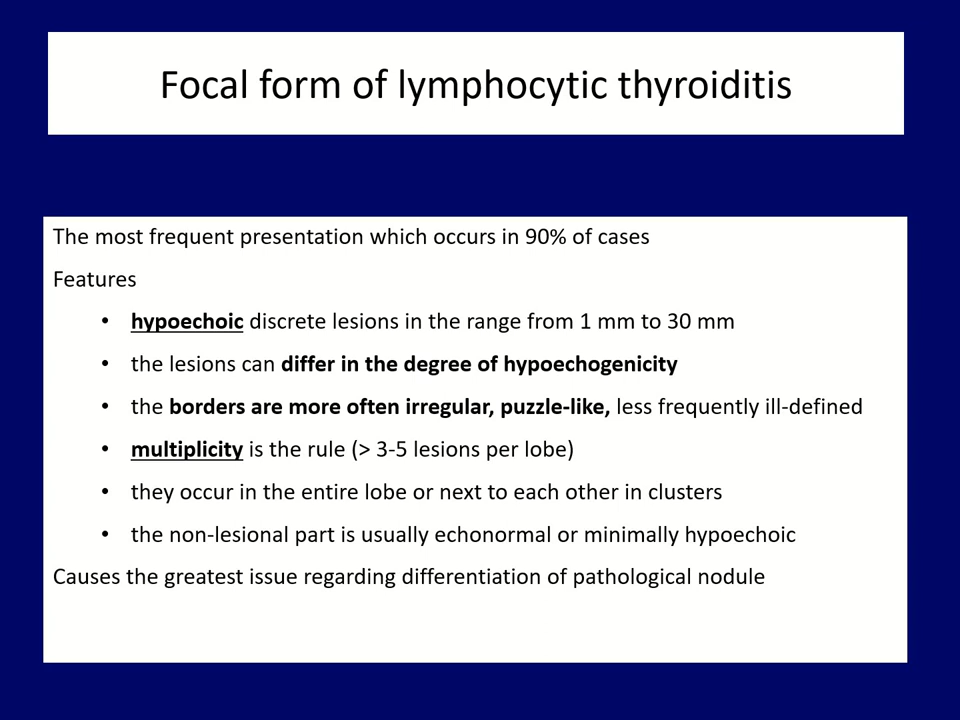 Focal form of lymphocytic thyroiditis
The most frequent presentation which occurs in 90% of cases
Features
• hypoechoic discrete lesions in the range from 1 mm to 30 mm
• the lesions can differ in the degree of hypoechogenicity
• the borders are more often irregular, puzzle-like, less frequently ill-defined
• multiplicity is the rule (> 3-5 lesions per lobe)
• they occur in the entire lobe or next to each other in clusters
• the non-lesional part is usually echonormal or minimally hypoechoic
Causes the greatest issue regarding differentiation of pathological nodule